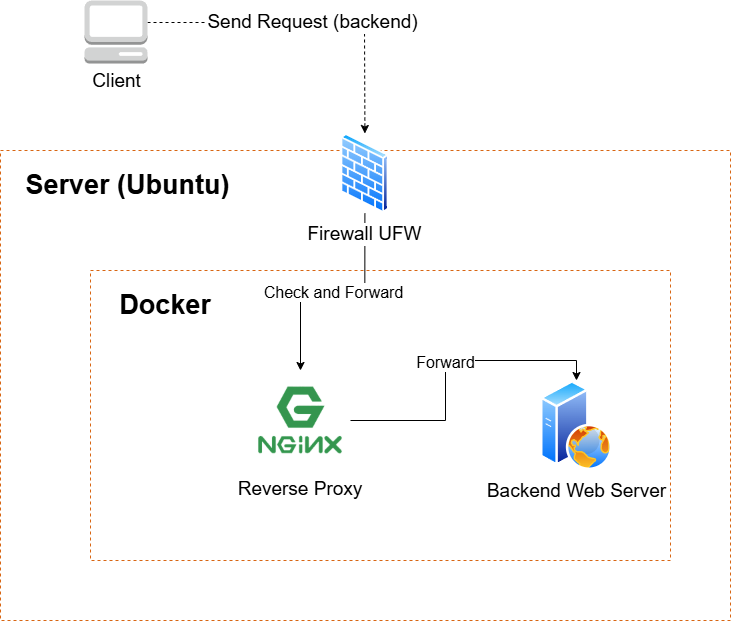 Send Request (backend)
Client
Server (Ubuntu)
Firewall UFW
Check and Forward
Docker
Forward
NGiNX
Reverse Proxy
Backend Web Server